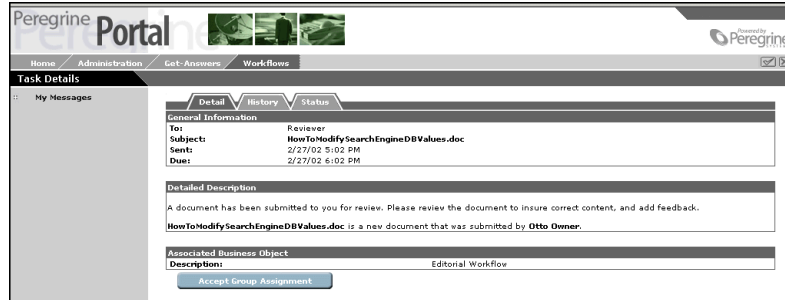 Peregrine Portal
Powered by
Peregrine
Home Administration Get-Answers Workflows
Task Details
My Messages
Detail History Status
General Information
To: Reviewer
Subject: HowToModifySearchEngineDBValues.doc
Sent: 2/27/02 5:02 PM
Due: 2/27/02 6:02 PM
Detailed Description
A document has been submitted to you for review. Please review the document to insure correct content, and add feedback.
HowToModifySearchEngineDBValues.doc is a new document that was submitted by Otto Owner.
Associated Business Object
Description: Editorial Workflow
Accept Group Assignment